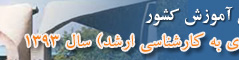 آموزش کشور
ی به کارشناسی ارشد) سال ۱۳۹۳